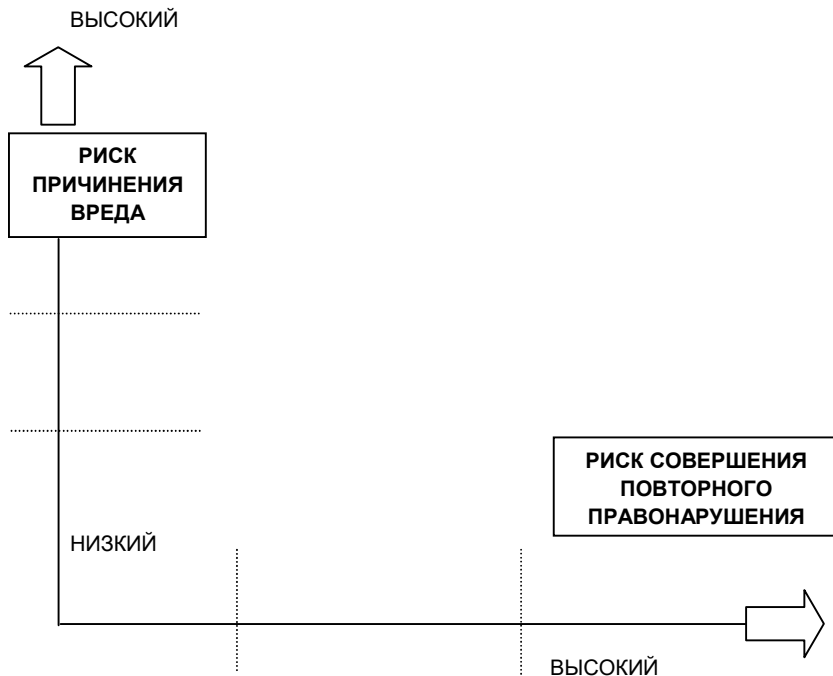 ВЫСОКИЙ
РИСК
ПРИЧИНЕНИЯ
ВРЕДА
РИСК СОВЕРШЕНИЯ
ПОВТОРНОГО
ПРАВОНАРУШЕНИЯ
НИЗКИЙ
ВЫСОКИЙ